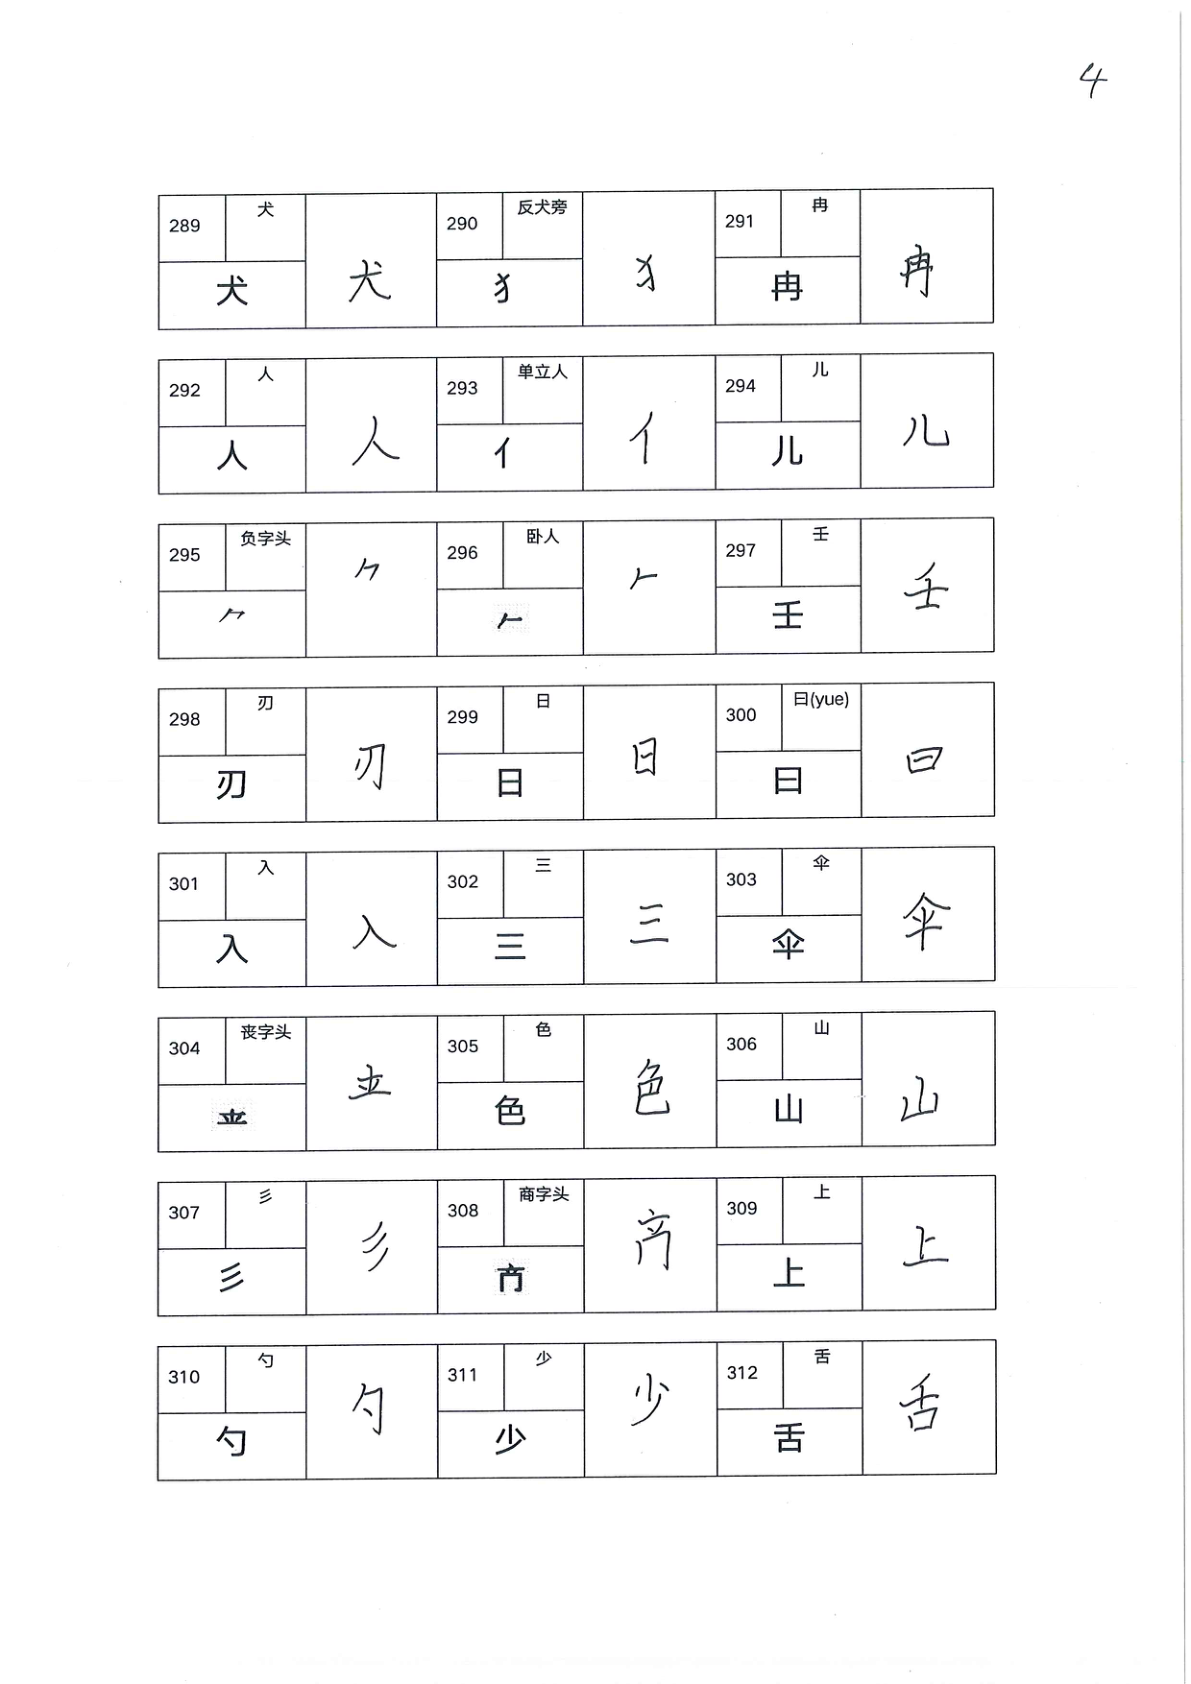 4
289 犬 犬 犬 290 反犬旁 犭 犭 291 冉 冉 冉
292 人 人 人 293 单立人 亻 亻 294 儿 儿 儿
295 负字头 ⺈ ⺈ 296 卧人 𠂉 𠂉 297 壬 壬 壬
298 刃 刃 刃 299 日 日 日 300 曰(yue) 曰 曰
301 入 入 入 302 三 三 三 303 伞 伞 伞
304 丧字头 305 色 色 色 306 山 山 山
307 彡 彡 彡 308 商字头 309 上 上 上
310 勺 勺 勺 311 少 少 少 312 舌 舌 舌